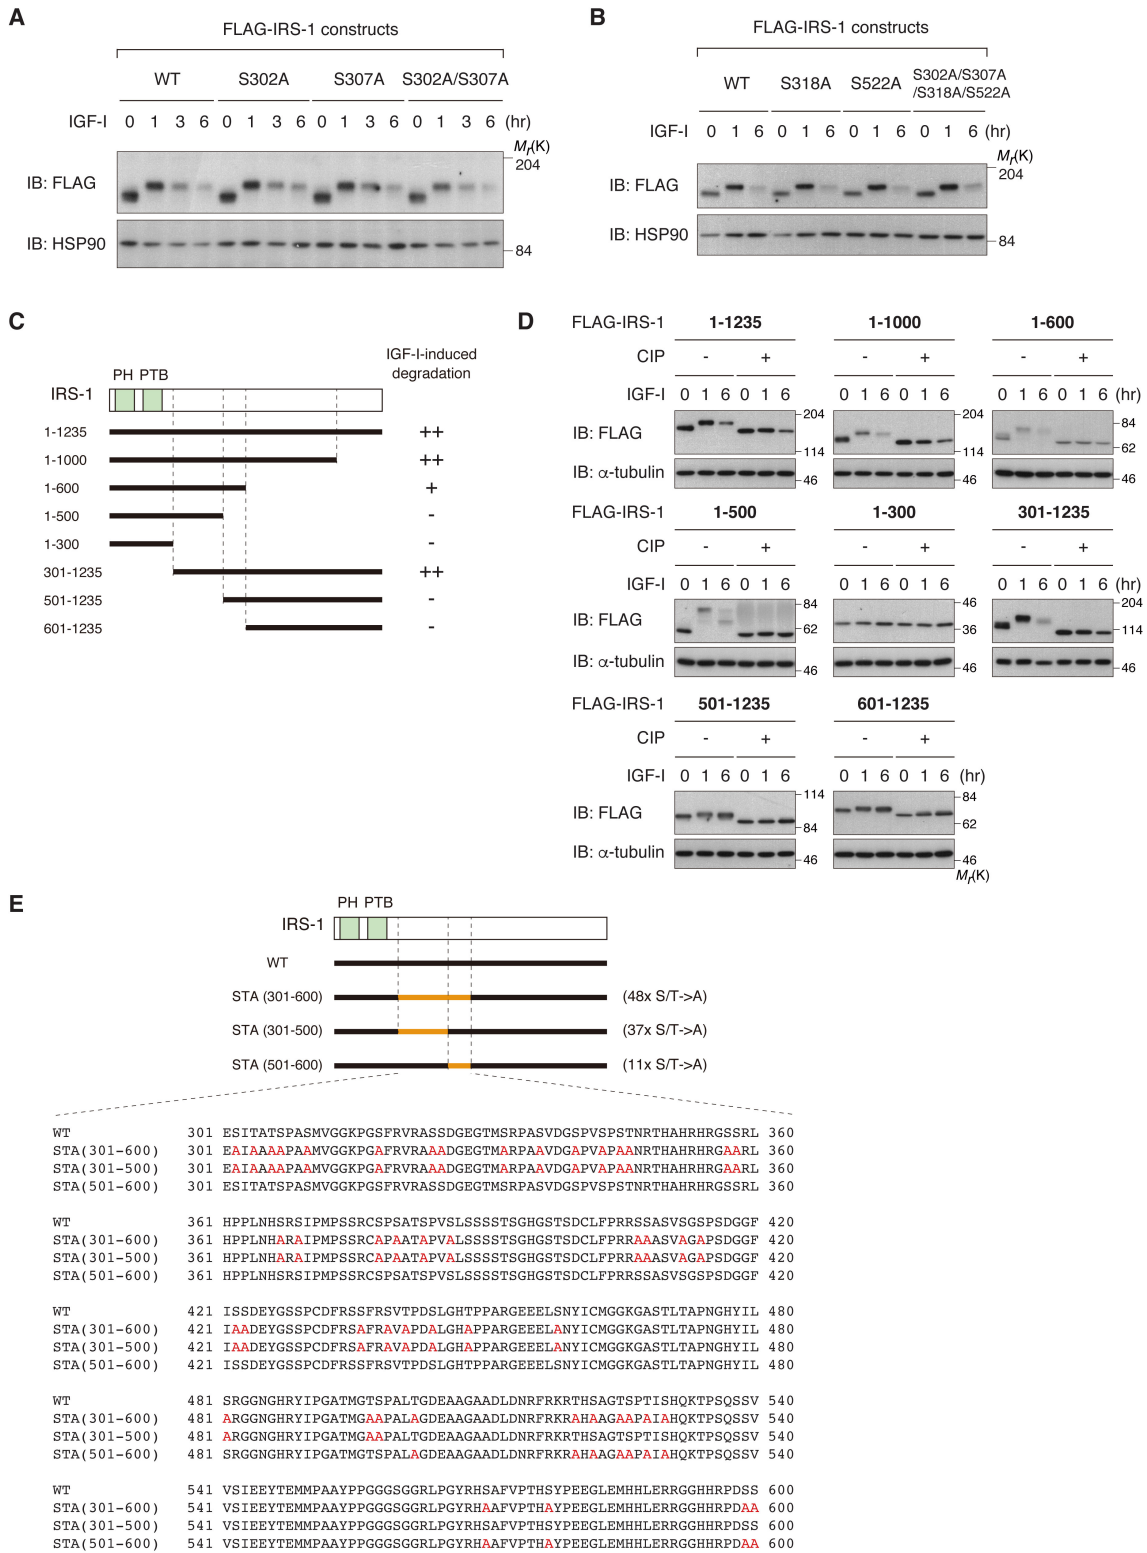 A
FLAG-IRS-1 constructs
WT S302A S307A S302A/S307A
IGF-I 0 1 3 6 0 1 3 6 0 1 3 6 0 1 3 6 (hr)
Mr(K)
204
IB: FLAG
IB: HSP90
84
B
FLAG-IRS-1 constructs
WT S318A S522A S302A/S307A
/S318A/S522A
IGF-I 0 1 6 0 1 6 0 1 6 0 1 6 (hr)
Mr(K)
204
IB: FLAG
IB: HSP90
84
C
IGF-I-induced
degradation
PH PTB
IRS-1
1-1235 ++
1-1000 ++
1-600 +
1-500 -
1-300 -
301-1235 ++
501-1235 -
601-1235 -
D
FLAG-IRS-1 1-1235 1-1000 1-600
CIP - + - + - +
IGF-I 0 1 6 0 1 6 0 1 6 0 1 6 0 1 6 0 1 6 (hr)
IB: FLAG 204 114 204 114 84 62
IB: α-tubulin 46 46 46
FLAG-IRS-1 1-500 1-300 301-1235
CIP - + - + - +
IGF-I 0 1 6 0 1 6 0 1 6 0 1 6 0 1 6 0 1 6 (hr)
IB: FLAG 84 62 46 36 204 114
IB: α-tubulin 46 46 46
FLAG-IRS-1 501-1235 601-1235
CIP - + - +
IGF-I 0 1 6 0 1 6 0 1 6 0 1 6 (hr)
IB: FLAG 114 84 84 62
IB: α-tubulin 46 46
Mr(K)
E
PH PTB
IRS-1
WT
STA (301-600) (48x S/T->A)
STA (301-500) (37x S/T->A)
STA (501-600) (11x S/T->A)
WT 301 ESITATSPASMVGGKPGSFRVRASSDGEGTMSRPASVDGSPVSPSTNRTHAHRHRGSSRL 360
STA(301-600) 301 EAIAAAAPAAMVGGKPGAFRVRAAADGEGTMARPAAVDGAPVAPAANRTHAHRHRGAARL 360
STA(301-500) 301 EAIAAAAPAAMVGGKPGAFRVRAAADGEGTMARPAAVDGAPVAPAANRTHAHRHRGAARL 360
STA(501-600) 301 ESITATSPASMVGGKPGSFRVRASSDGEGTMSRPASVDGSPVSPSTNRTHAHRHRGSSRL 360
WT 361 HPPLNHSRSIPMPSSRCSPSATSPVSLSSSSTSGHGSTSDCLFPRRSSASVSGSPSDGGF 420
STA(301-600) 361 HPPLNHARAIPMPSSRCAPAATAPVALSSSSTSGHGSTSDCLFPRRAAASVAGAPSDGGF 420
STA(301-500) 361 HPPLNHARAIPMPSSRCAPAATAPVALSSSSTSGHGSTSDCLFPRRAAASVAGAPSDGGF 420
STA(501-600) 361 HPPLNHSRSIPMPSSRCSPSATSPVSLSSSSTSGHGSTSDCLFPRRSSASVSGSPSDGGF 420
WT 421 ISSDEYGSSPCDFRSSFRSVTPDSLGHTPPARGEEELSNYICMGGKGASTLTAPNGHYIL 480
STA(301-600) 421 IAADEYGSSPCDFRSAFRAVAPDALGHAPPARGEEELANYICMGGKGASTLTAPNGHYIL 480
STA(301-500) 421 IAADEYGSSPCDFRSAFRAVAPDALGHAPPARGEEELANYICMGGKGASTLTAPNGHYIL 480
STA(501-600) 421 ISSDEYGSSPCDFRSSFRSVTPDSLGHTPPARGEEELSNYICMGGKGASTLTAPNGHYIL 480
WT 481 SRGGNGHRYIPGATMGTSPALTGDEAAGAADLDNRFRKRTHSAGTSPTISHQKTPSQSSV 540
STA(301-600) 481 ARGGNGHRYIPGATMGAAPALAGDEAAGAADLDNRFRKRAHAAGAAPAIAHQKTPSQSSV 540
STA(301-500) 481 ARGGNGHRYIPGATMGAAPALTGDEAAGAADLDNRFRKRTHSAGTSPTISHQKTPSQSSV 540
STA(501-600) 481 SRGGNGHRYIPGATMGTSPALAGDEAAGAADLDNRFRKRAHAAGAAPAIAHQKTPSQSSV 540
WT 541 VSIEEYTEMMPAAYPPGGGSGGRLPGYRHSAFVPTHSYPEEGLEMHHLERRGGHHRPDSS 600
STA(301-600) 541 VSIEEYTEMMPAAYPPGGGSGGRLPGYRHAAFVPTHAYPEEGLEMHHLERRGGHHRPDAA 600
STA(301-500) 541 VSIEEYTEMMPAAYPPGGGSGGRLPGYRHSAFVPTHSYPEEGLEMHHLERRGGHHRPDSS 600
STA(501-600) 541 VSIEEYTEMMPAAYPPGGGSGGRLPGYRHAAFVPTHAYPEEGLEMHHLERRGGHHRPDAA 600